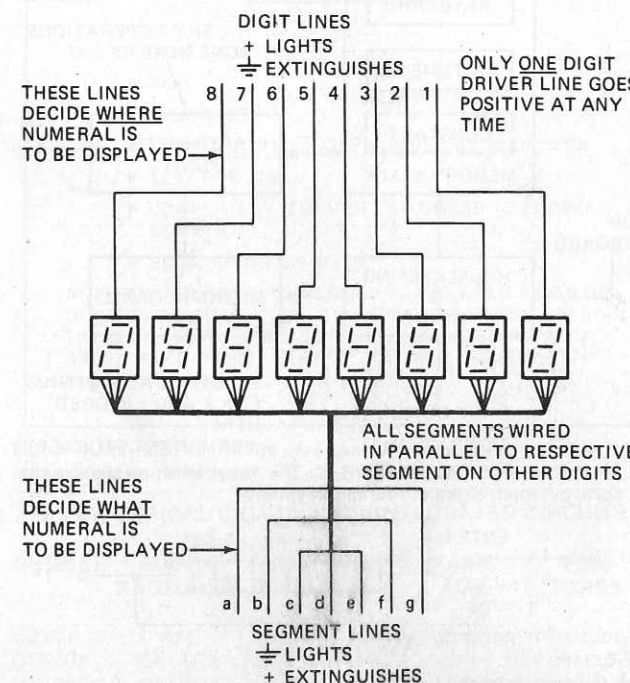 DIGIT LINES
+ LIGHTS
⏚ EXTINGUISHES
ONLY ONE DIGIT
DRIVER LINE GOES
POSITIVE AT ANY
TIME
THESE LINES
DECIDE WHERE
NUMERAL IS
TO BE DISPLAYED
8 7 6 5 4 3 2 1
ALL SEGMENTS WIRED
IN PARALLEL TO RESPECTIVE
SEGMENT ON OTHER DIGITS
THESE LINES
DECIDE WHAT
NUMERAL IS
TO BE DISPLAYED
a b c d e f g
SEGMENT LINES
⏚ LIGHTS
+ EXTINGUISHES